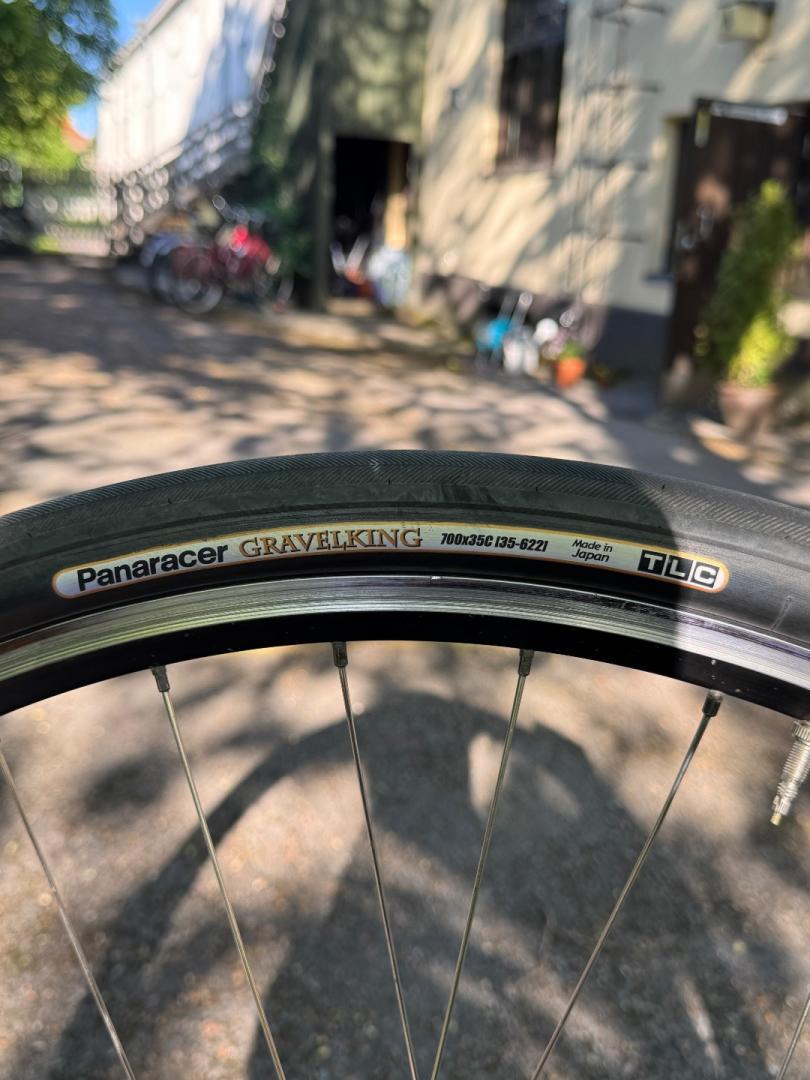 Panaracer GRAVELKING 700x35C [35-622] Made in Japan TLC